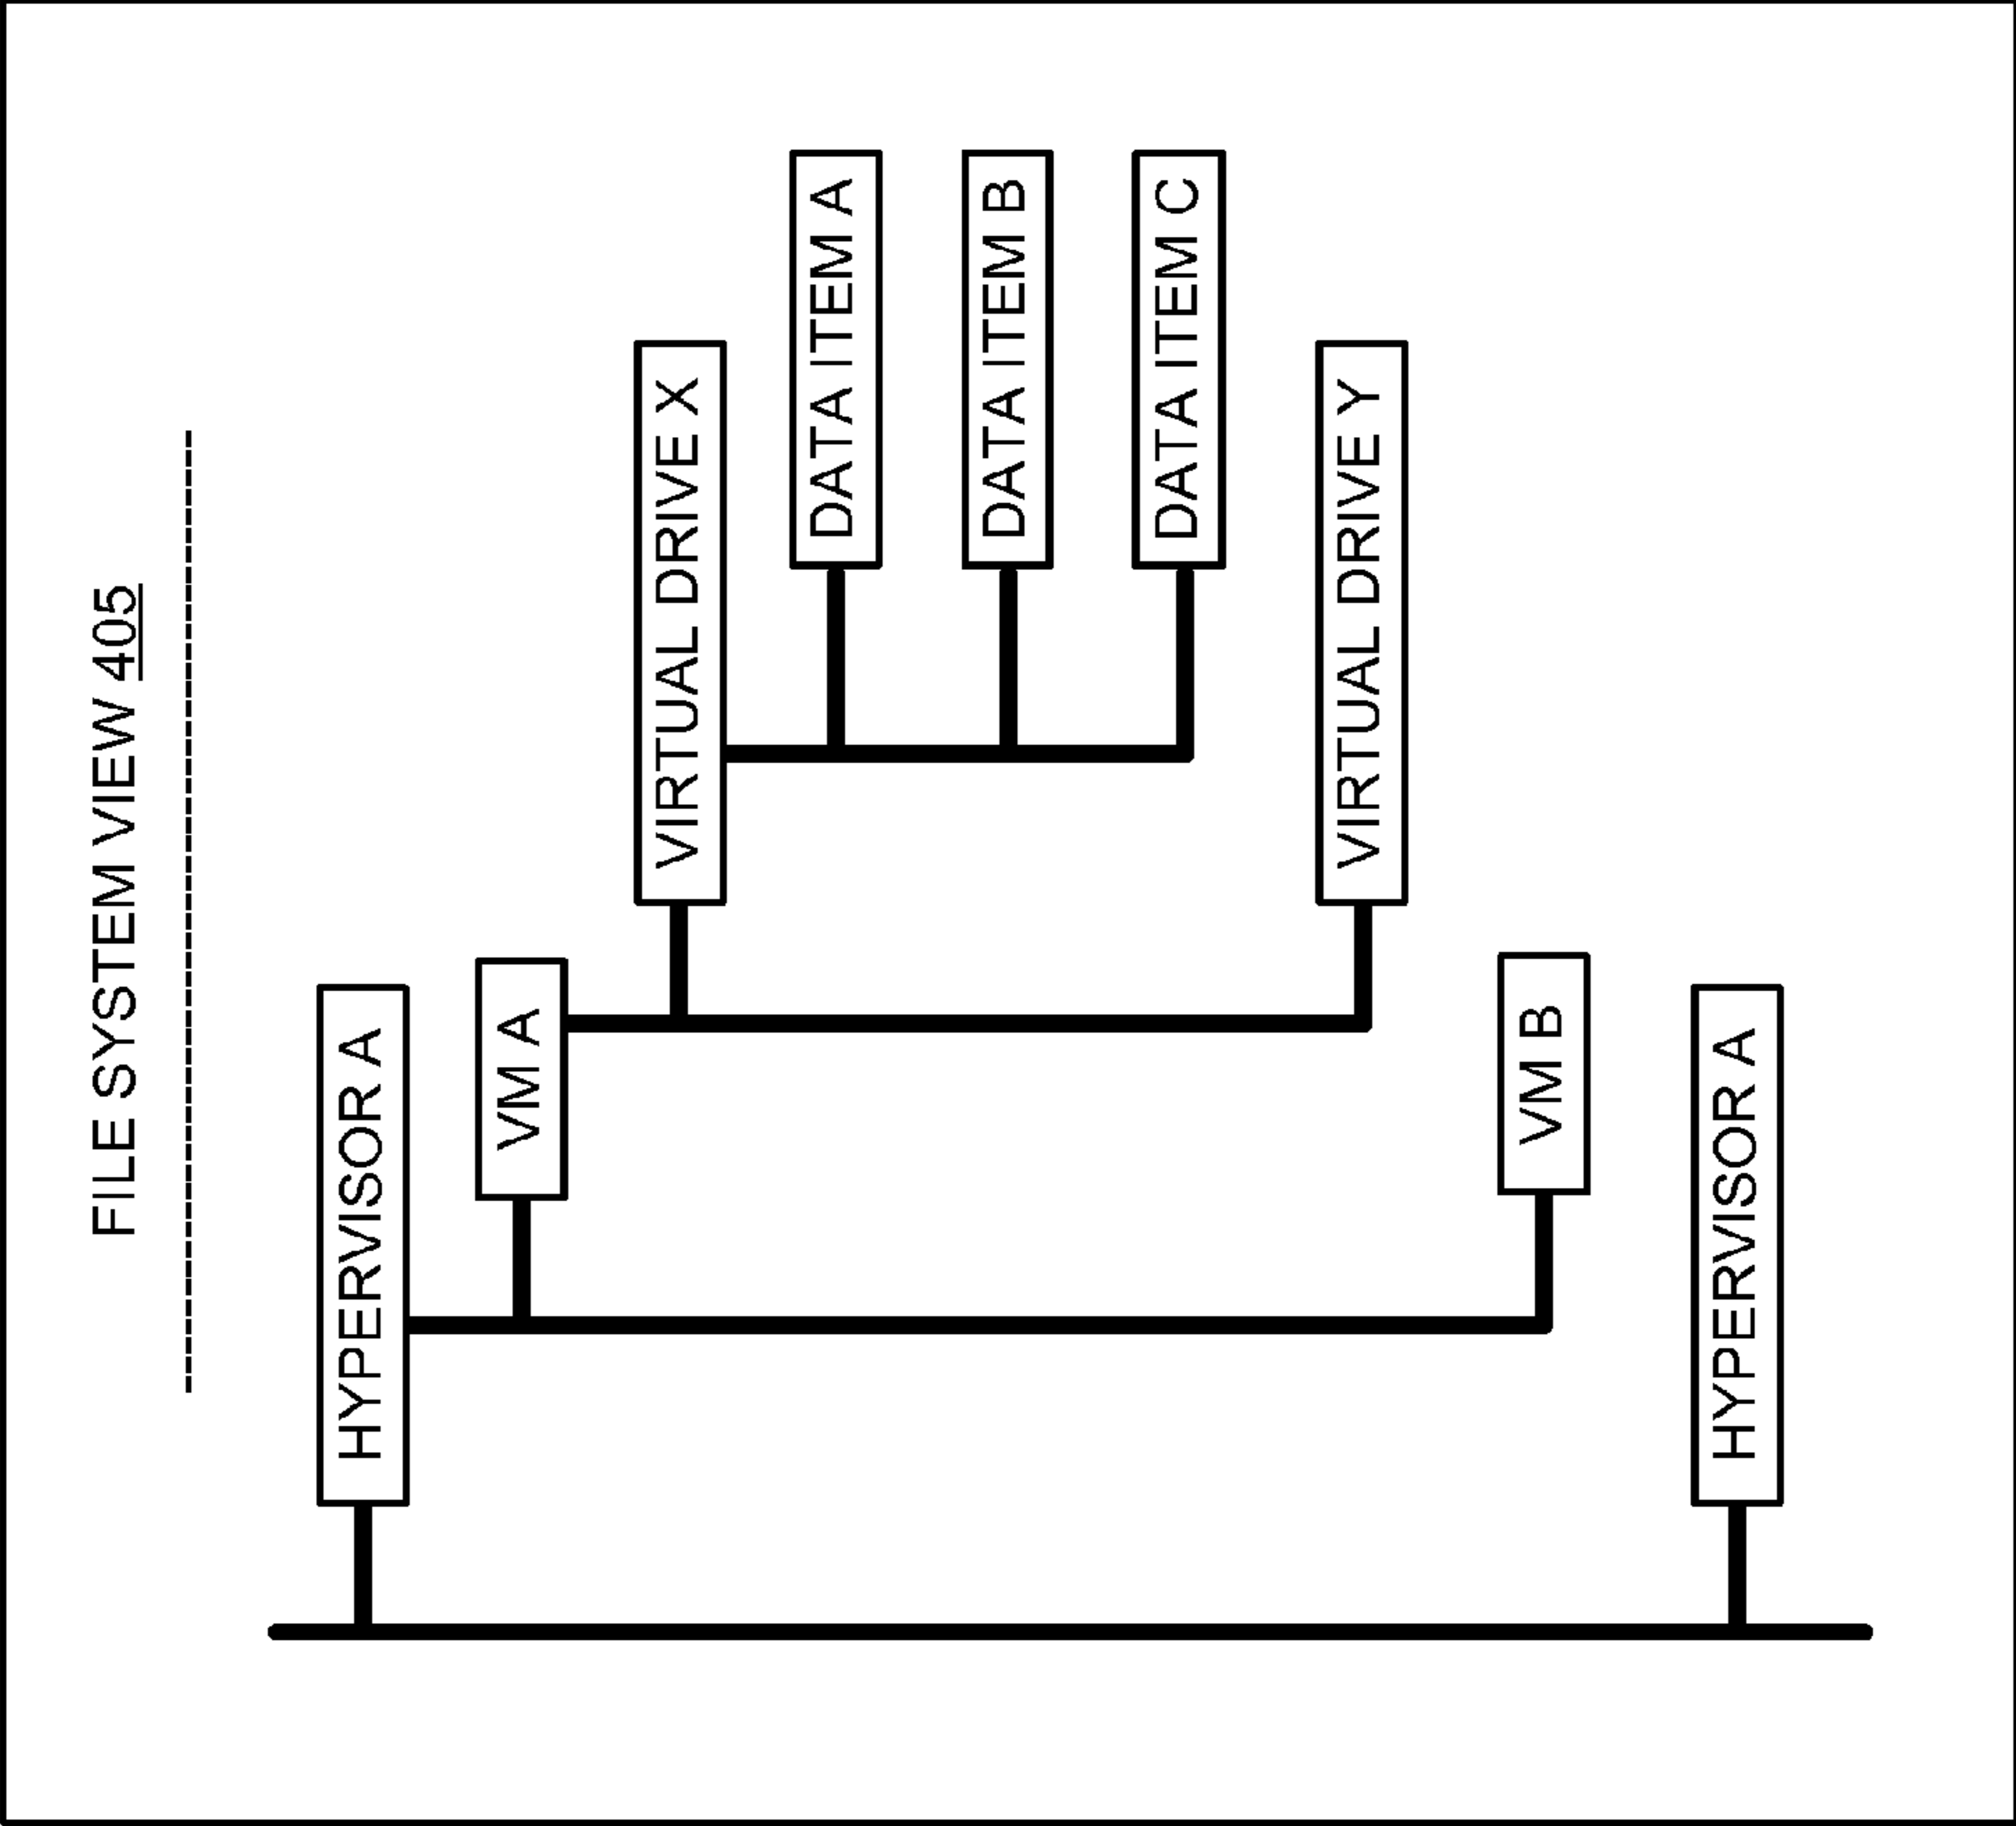 FILE SYSTEM VIEW 405
HYPERVISOR A
VM A
VIRTUAL DRIVE X
DATA ITEM A
DATA ITEM B
DATA ITEM C
VIRTUAL DRIVE Y
VM B
HYPERVISOR A